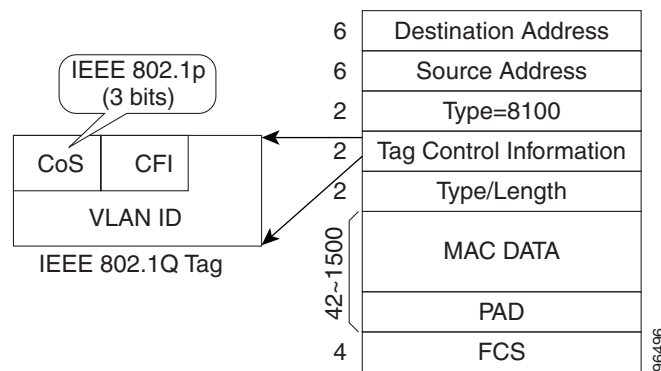 IEEE 802.1p
(3 bits)
CoS
CFI
VLAN ID
IEEE 802.1Q Tag
6 Destination Address
6 Source Address
2 Type=8100
2 Tag Control Information
2 Type/Length
42~1500
MAC DATA
PAD
4 FCS
96496